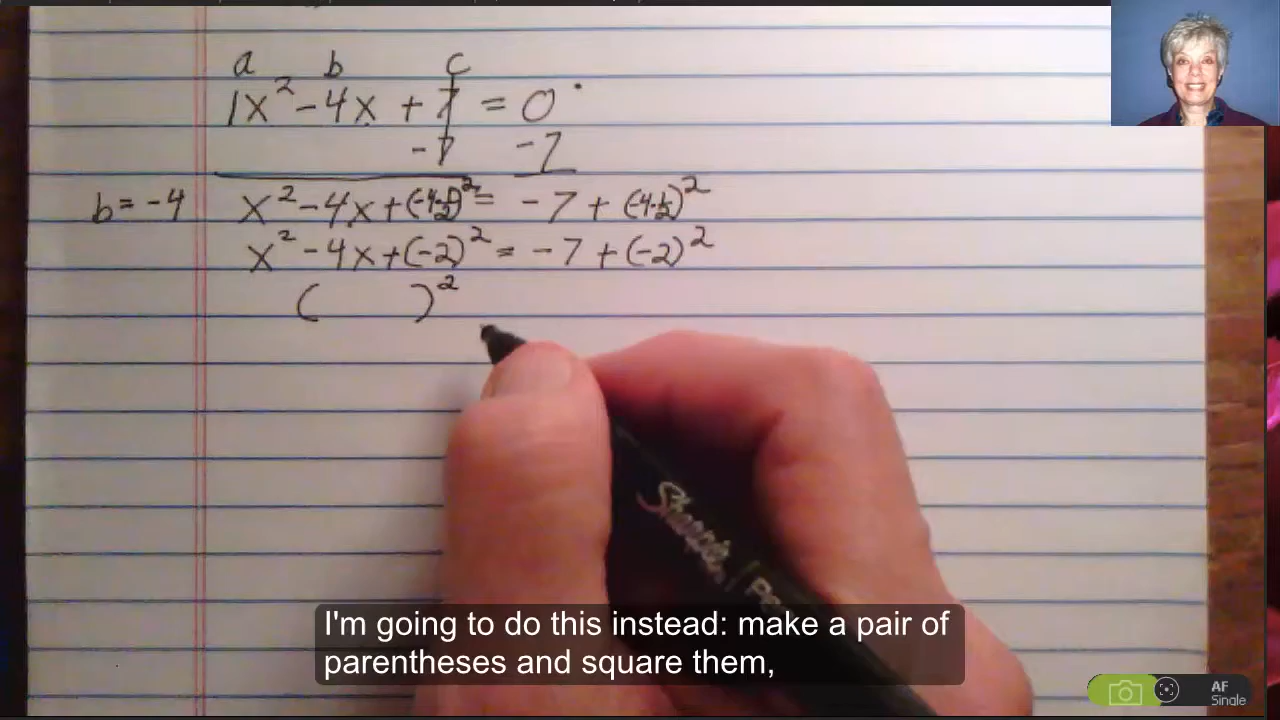 a b c
1x² - 4x + 7 = 0
-7 -7
b = -4 x² - 4x + (-4·½)² = -7 + (-4·½)²
x² - 4x + (-2)² = -7 + (-2)²
( )²
Sharpie
I'm going to do this instead: make a pair of
parentheses and square them,
AF
Single